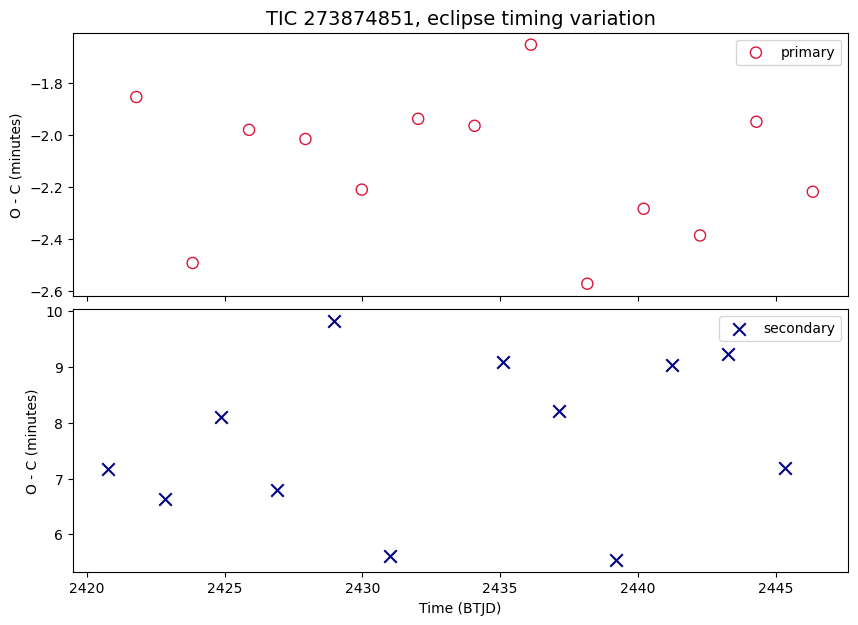 TIC 273874851, eclipse timing variation
primary
O - C (minutes)
−1.8
−2.0
−2.2
−2.4
−2.6
secondary
O - C (minutes)
10
9
8
7
6
2420 2425 2430 2435 2440 2445
Time (BTJD)